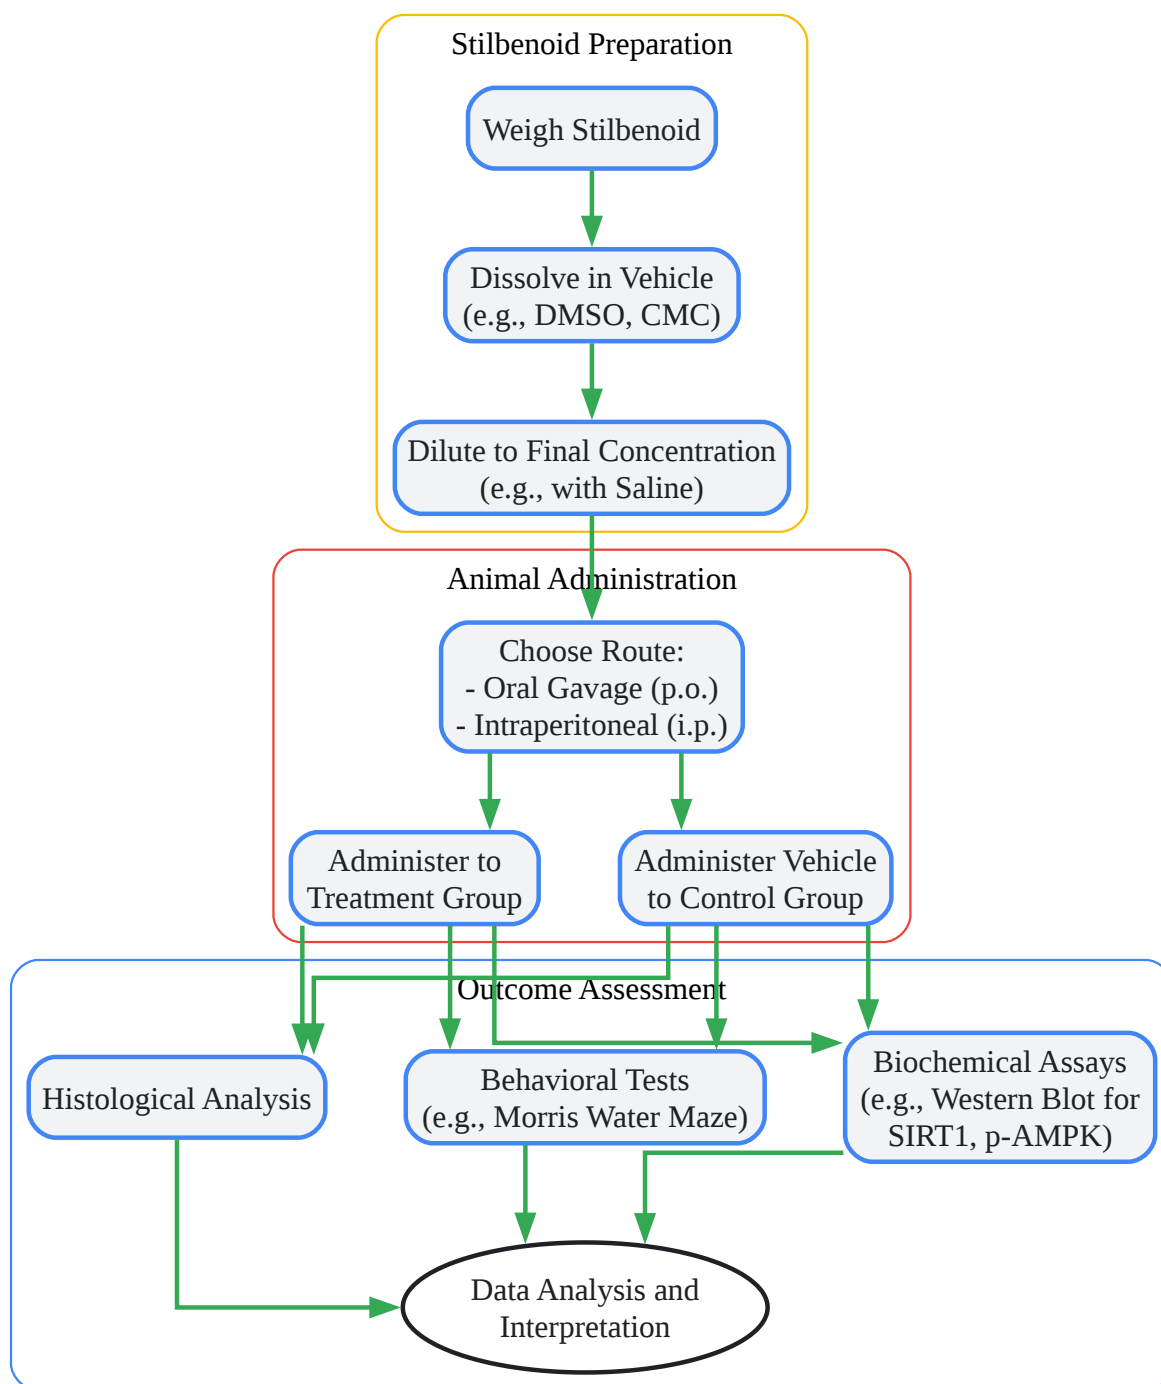 Stilbenoid Preparation
Weigh Stilbenoid
Dissolve in Vehicle
(e.g., DMSO, CMC)
Dilute to Final Concentration
(e.g., with Saline)
Animal Administration
Choose Route:
- Oral Gavage (p.o.)
- Intraperitoneal (i.p.)
Administer to
Treatment Group
Administer Vehicle
to Control Group
Outcome Assessment
Histological Analysis
Behavioral Tests
(e.g., Morris Water Maze)
Biochemical Assays
(e.g., Western Blot for
SIRT1, p-AMPK)
Data Analysis and
Interpretation